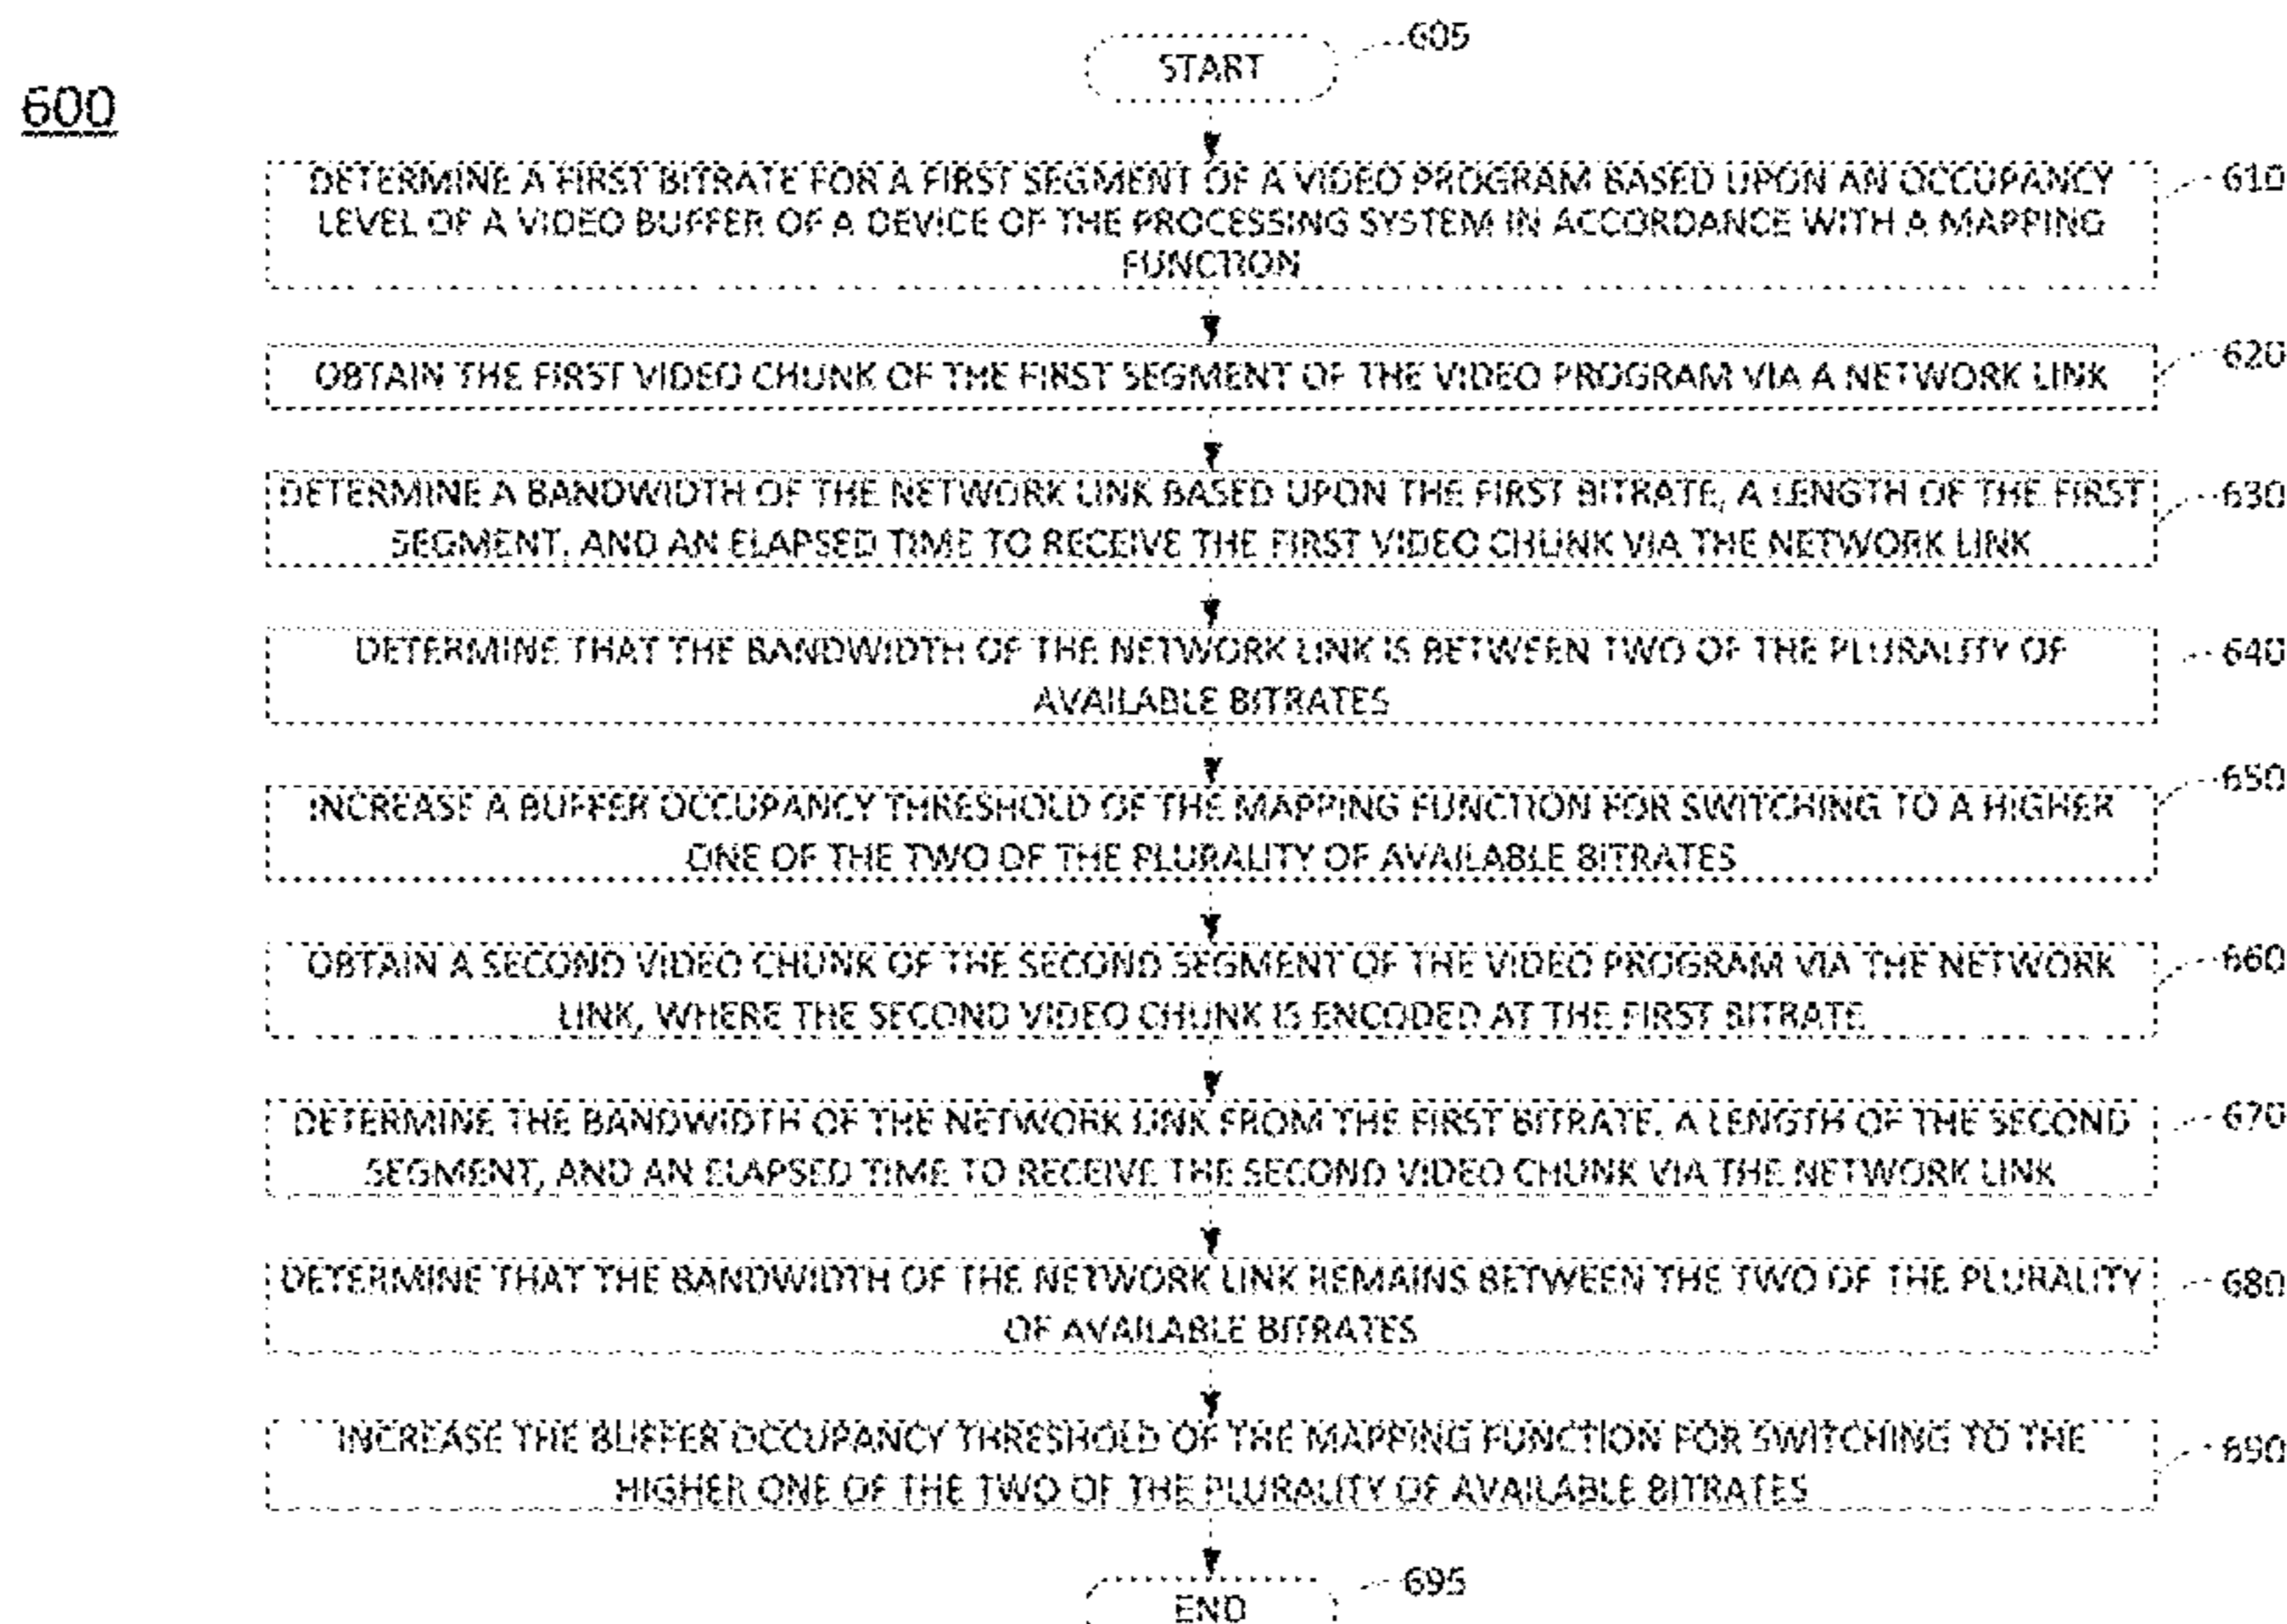 600
START
605
DETERMINE A FIRST BITRATE FOR A FIRST SEGMENT OF A VIDEO PROGRAM BASED UPON AN OCCUPANCY
LEVEL OF A VIDEO BUFFER OF A DEVICE OF THE PROCESSING SYSTEM IN ACCORDANCE WITH A MAPPING
FUNCTION
610
OBTAIN THE FIRST VIDEO CHUNK OF THE FIRST SEGMENT OF THE VIDEO PROGRAM VIA A NETWORK LINK
620
DETERMINE A BANDWIDTH OF THE NETWORK LINK BASED UPON THE FIRST BITRATE, A LENGTH OF THE FIRST
SEGMENT, AND AN ELAPSED TIME TO RECEIVE THE FIRST VIDEO CHUNK VIA THE NETWORK LINK
630
DETERMINE THAT THE BANDWIDTH OF THE NETWORK LINK IS BETWEEN TWO OF THE PLURALITY OF
AVAILABLE BITRATES
640
INCREASE A BUFFER OCCUPANCY THRESHOLD OF THE MAPPING FUNCTION FOR SWITCHING TO A HIGHER
ONE OF THE TWO OF THE PLURALITY OF AVAILABLE BITRATES
650
OBTAIN A SECOND VIDEO CHUNK OF THE SECOND SEGMENT OF THE VIDEO PROGRAM VIA THE NETWORK
LINK, WHERE THE SECOND VIDEO CHUNK IS ENCODED AT THE FIRST BITRATE
660
DETERMINE THE BANDWIDTH OF THE NETWORK LINK FROM THE FIRST BITRATE, A LENGTH OF THE SECOND
SEGMENT, AND AN ELAPSED TIME TO RECEIVE THE SECOND VIDEO CHUNK VIA THE NETWORK LINK
670
DETERMINE THAT THE BANDWIDTH OF THE NETWORK LINK REMAINS BETWEEN THE TWO OF THE PLURALITY
OF AVAILABLE BITRATES
680
INCREASE THE BUFFER OCCUPANCY THRESHOLD OF THE MAPPING FUNCTION FOR SWITCHING TO THE
HIGHER ONE OF THE TWO OF THE PLURALITY OF AVAILABLE BITRATES
690
END
695